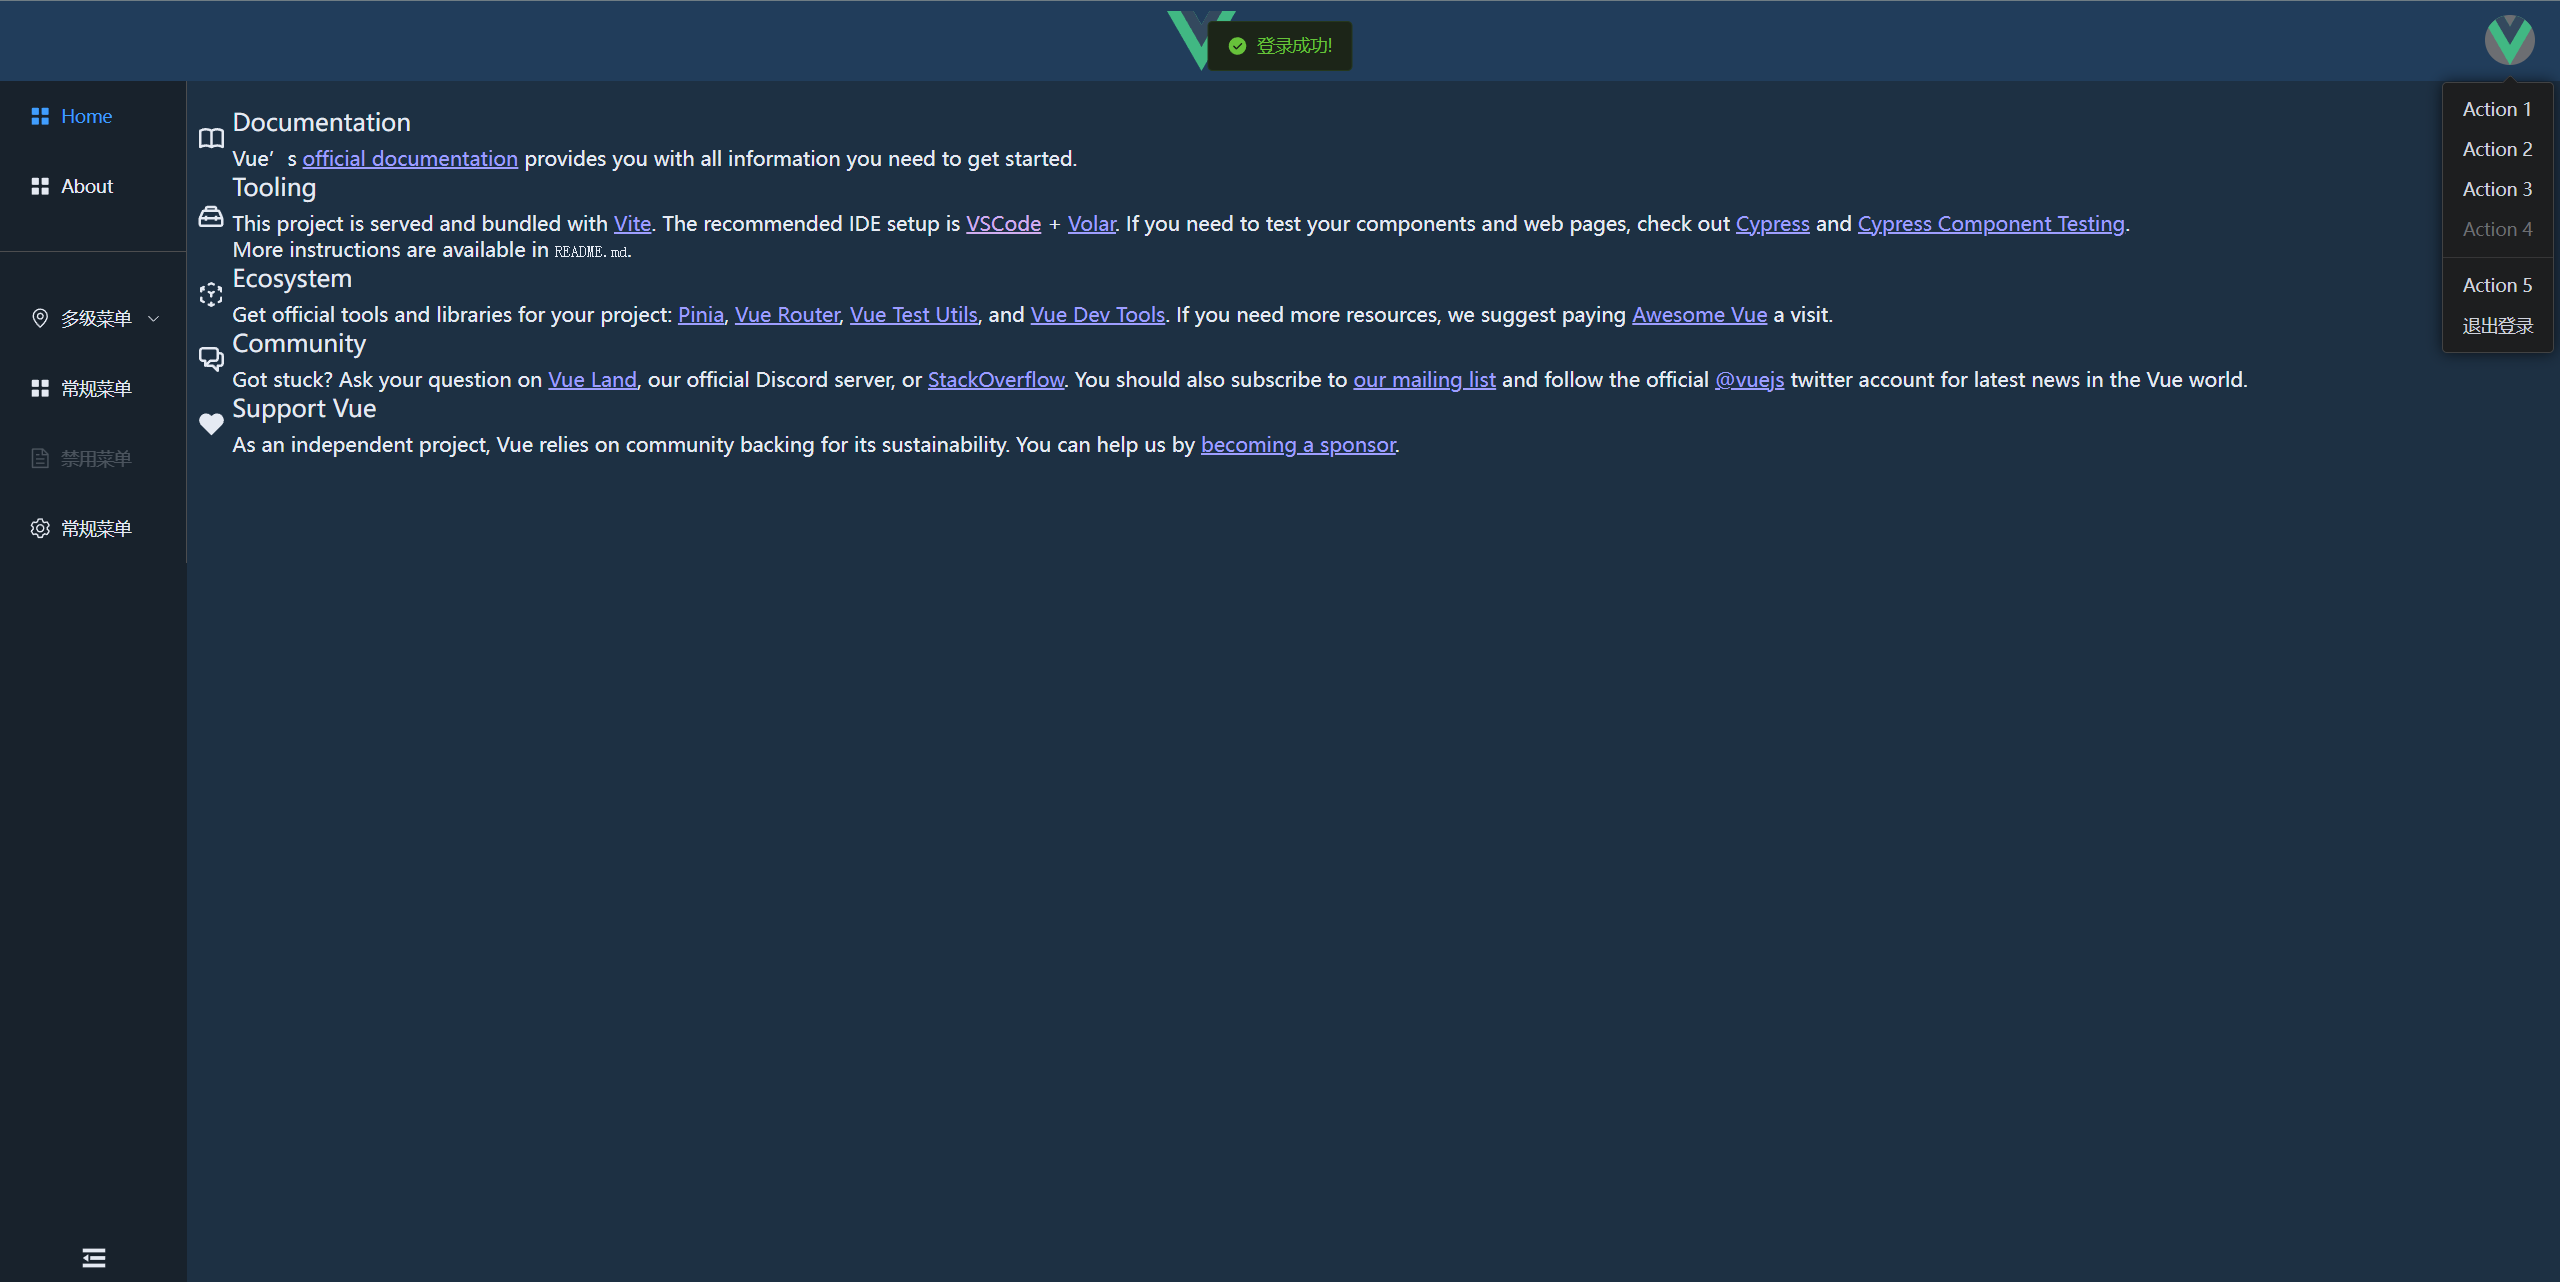 登录成功!
Home
About
多级菜单
常规菜单
禁用菜单
常规菜单
Documentation
Vue’s official documentation provides you with all information you need to get started.
Tooling
This project is served and bundled with Vite. The recommended IDE setup is VSCode + Volar. If you need to test your components and web pages, check out Cypress and Cypress Component Testing.
More instructions are available in README.md.
Ecosystem
Get official tools and libraries for your project: Pinia, Vue Router, Vue Test Utils, and Vue Dev Tools. If you need more resources, we suggest paying Awesome Vue a visit.
Community
Got stuck? Ask your question on Vue Land, our official Discord server, or StackOverflow. You should also subscribe to our mailing list and follow the official @vuejs twitter account for latest news in the Vue world.
Support Vue
As an independent project, Vue relies on community backing for its sustainability. You can help us by becoming a sponsor.
Action 1
Action 2
Action 3
Action 4
Action 5
退出登录